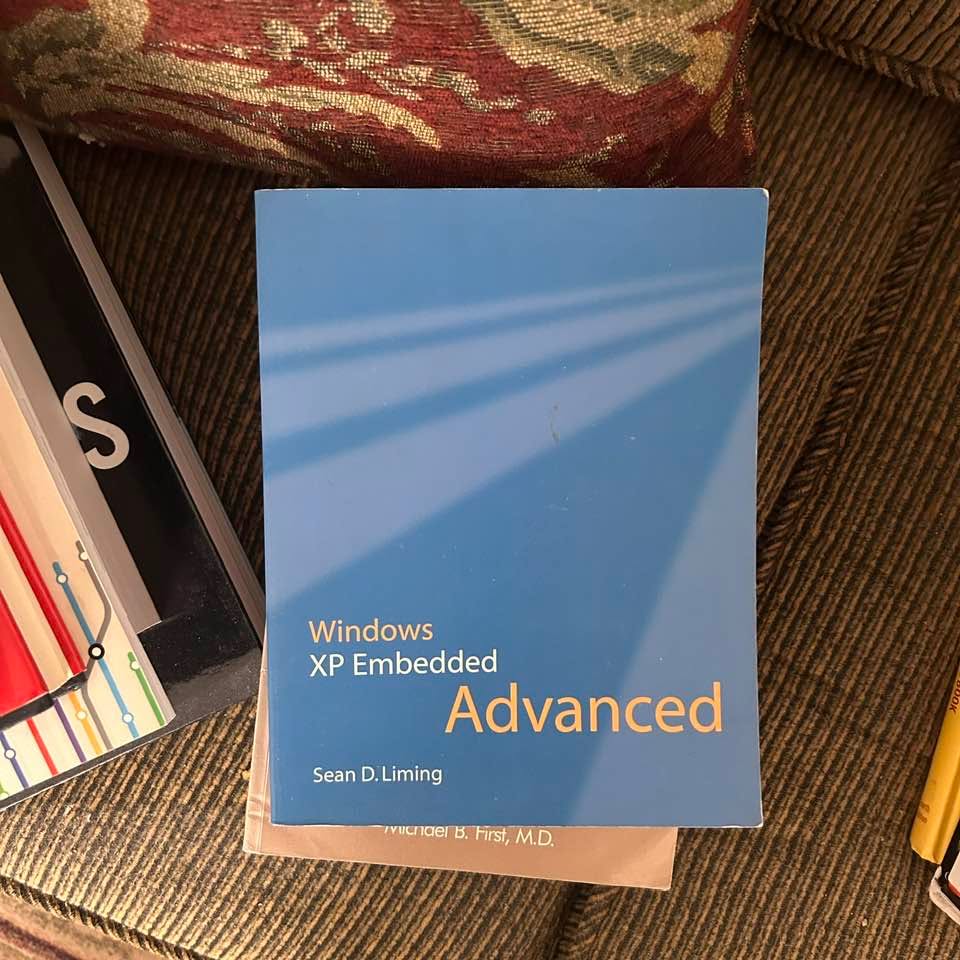 Windows
XP Embedded
Advanced
Sean D. Liming
Michael B. First, M.D.
S